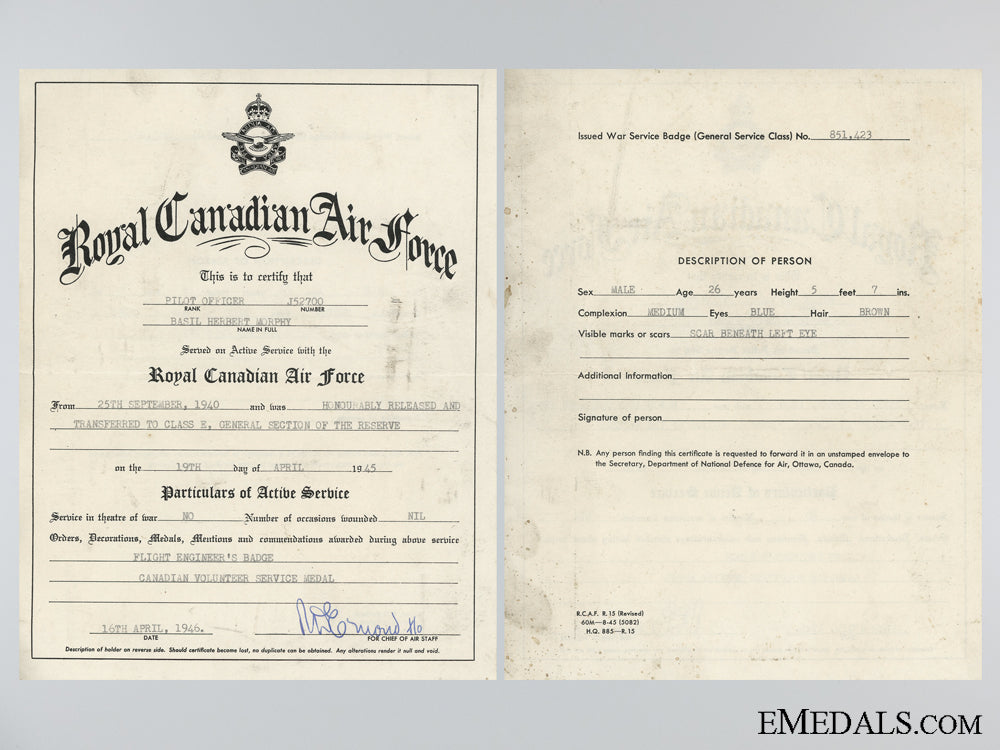 Royal Canadian Air Force
This is to certify that
PILOT OFFICER J52700
RANK NUMBER
BASIL HERBERT MORPHY
NAME IN FULL
Served on Active Service with the
Royal Canadian Air Force
From 25TH SEPTEMBER, 1940 and was HONOURABLY RELEASED AND
TRANSFERRED TO CLASS E, GENERAL SECTION OF THE RESERVE
on the 19TH day of APRIL 1945
Particulars of Active Service
Service in theatre of war NO Number of occasions wounded NIL
Orders, Decorations, Medals, Mentions and commendations awarded during above service
FLIGHT ENGINEER'S BADGE
CANADIAN VOLUNTEER SERVICE MEDAL
16TH APRIL, 1946.
DATE FOR CHIEF OF AIR STAFF
Description of holder on reverse side. Should certificate become lost, no duplicate can be obtained. Any alterations render it null and void.
Issued War Service Badge (General Service Class) No. 851,423
DESCRIPTION OF PERSON
Sex MALE Age 26 years Height 5 feet 7 ins.
Complexion MEDIUM Eyes BLUE Hair BROWN
Visible marks or scars SCAR BENEATH LEFT EYE
Additional Information
Signature of person
N.B. Any person finding this certificate is requested to forward it in an unstamped envelope to
the Secretary, Department of National Defence for Air, Ottawa, Canada.
R.C.A.F. R.15 (Revised)
60M—8-45 (5082)
H.Q. 885—R.15
EMEDALS.COM